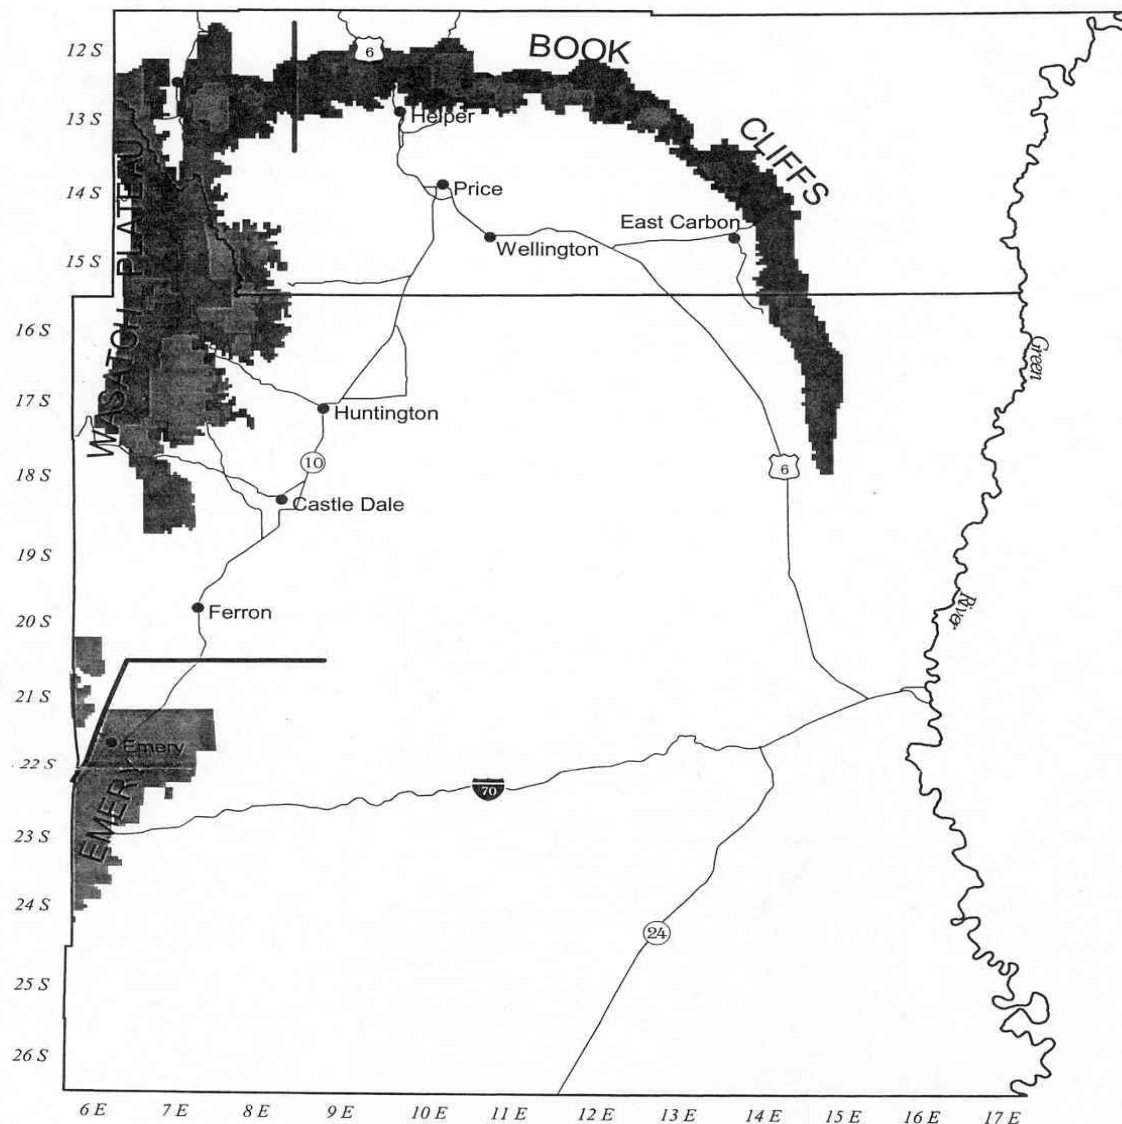 BOOK
CLIFFS
WASATCH PLATEAU
EMERY
12 S
13 S
14 S
15 S
16 S
17 S
18 S
19 S
20 S
21 S
22 S
23 S
24 S
25 S
26 S
6
Helper
Price
East Carbon
Wellington
Huntington
10
6
Castle Dale
Ferron
Emery
70
24
Green
River
6 E
7 E
8 E
9 E
10 E
11 E
12 E
13 E
14 E
15 E
16 E
17 E